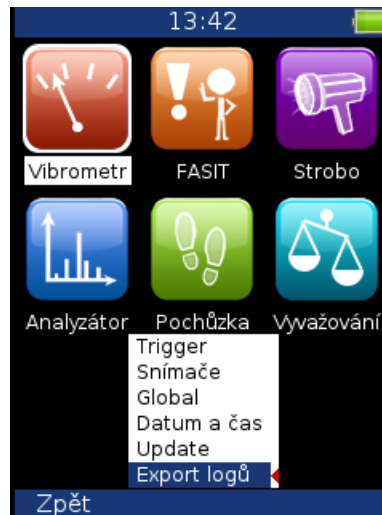 13:42
Vibrometr FASIT Strobo
Analyzátor Pochůzka Vyvažování
Trigger
Snímače
Global
Datum a čas
Update
Export logů
Zpět